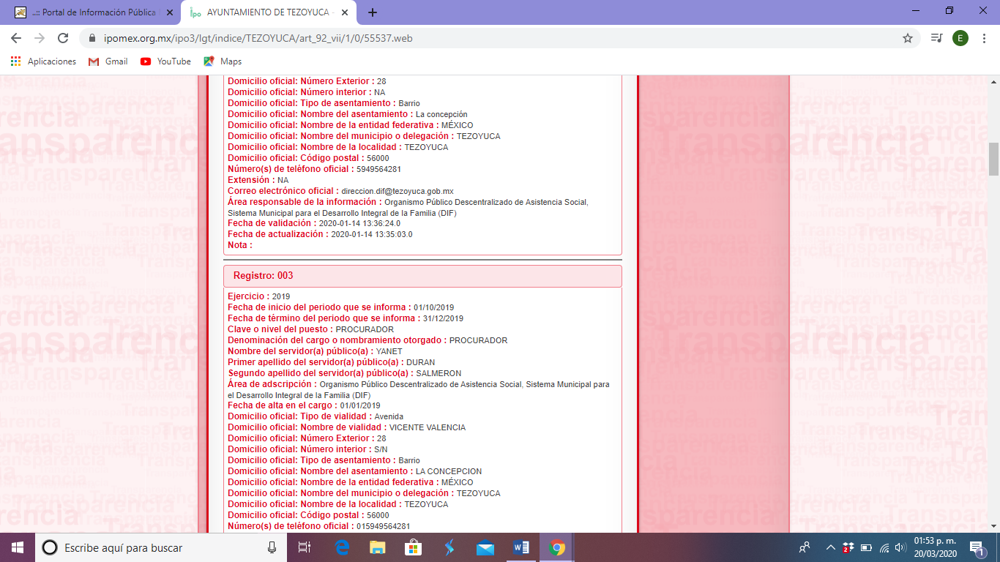 ..:: Portal de Información Pública
AYUNTAMIENTO DE TEZOYUCA
ipomex.org.mx/ipo3/lgt/indice/TEZOYUCA/art_92_vii/1/0/55537.web
E
Aplicaciones Gmail YouTube Maps
Domicilio oficial: Número Exterior : 28
Domicilio oficial: Número interior : NA
Domicilio oficial: Tipo de asentamiento : Barrio
Domicilio oficial: Nombre del asentamiento : La concepción
Domicilio oficial: Nombre de la entidad federativa : MÉXICO
Domicilio oficial: Nombre del municipio o delegación : TEZOYUCA
Domicilio oficial: Nombre de la localidad : TEZOYUCA
Domicilio oficial: Código postal : 56000
Número(s) de teléfono oficial : 5949564281
Extensión : NA
Correo electrónico oficial : direccion.dif@tezoyuca.gob.mx
Área responsable de la información : Organismo Público Descentralizado de Asistencia Social,
Sistema Municipal para el Desarrollo Integral de la Familia (DIF)
Fecha de validación : 2020-01-14 13:36:24.0
Fecha de actualización : 2020-01-14 13:35:03.0
Nota :
Registro: 003
Ejercicio : 2019
Fecha de inicio del periodo que se informa : 01/10/2019
Fecha de término del periodo que se informa : 31/12/2019
Clave o nivel del puesto : PROCURADOR
Denominación del cargo o nombramiento otorgado : PROCURADOR
Nombre del servidor(a) público(a) : YANET
Primer apellido del servidor(a) público(a) : DURAN
Segundo apellido del servidor(a) público(a) : SALMERON
Área de adscripción : Organismo Público Descentralizado de Asistencia Social, Sistema Municipal para
el Desarrollo Integral de la Familia (DIF)
Fecha de alta en el cargo : 01/01/2019
Domicilio oficial: Tipo de vialidad : Avenida
Domicilio oficial: Nombre de vialidad : VICENTE VALENCIA
Domicilio oficial: Número Exterior : 28
Domicilio oficial: Número interior : S/N
Domicilio oficial: Tipo de asentamiento : Barrio
Domicilio oficial: Nombre del asentamiento : LA CONCEPCION
Domicilio oficial: Nombre de la entidad federativa : MÉXICO
Domicilio oficial: Nombre del municipio o delegación : TEZOYUCA
Domicilio oficial: Nombre de la localidad : TEZOYUCA
Domicilio oficial: Código postal : 56000
Número(s) de teléfono oficial : 015949564281
Escribe aquí para buscar
01:53 p. m.
20/03/2020